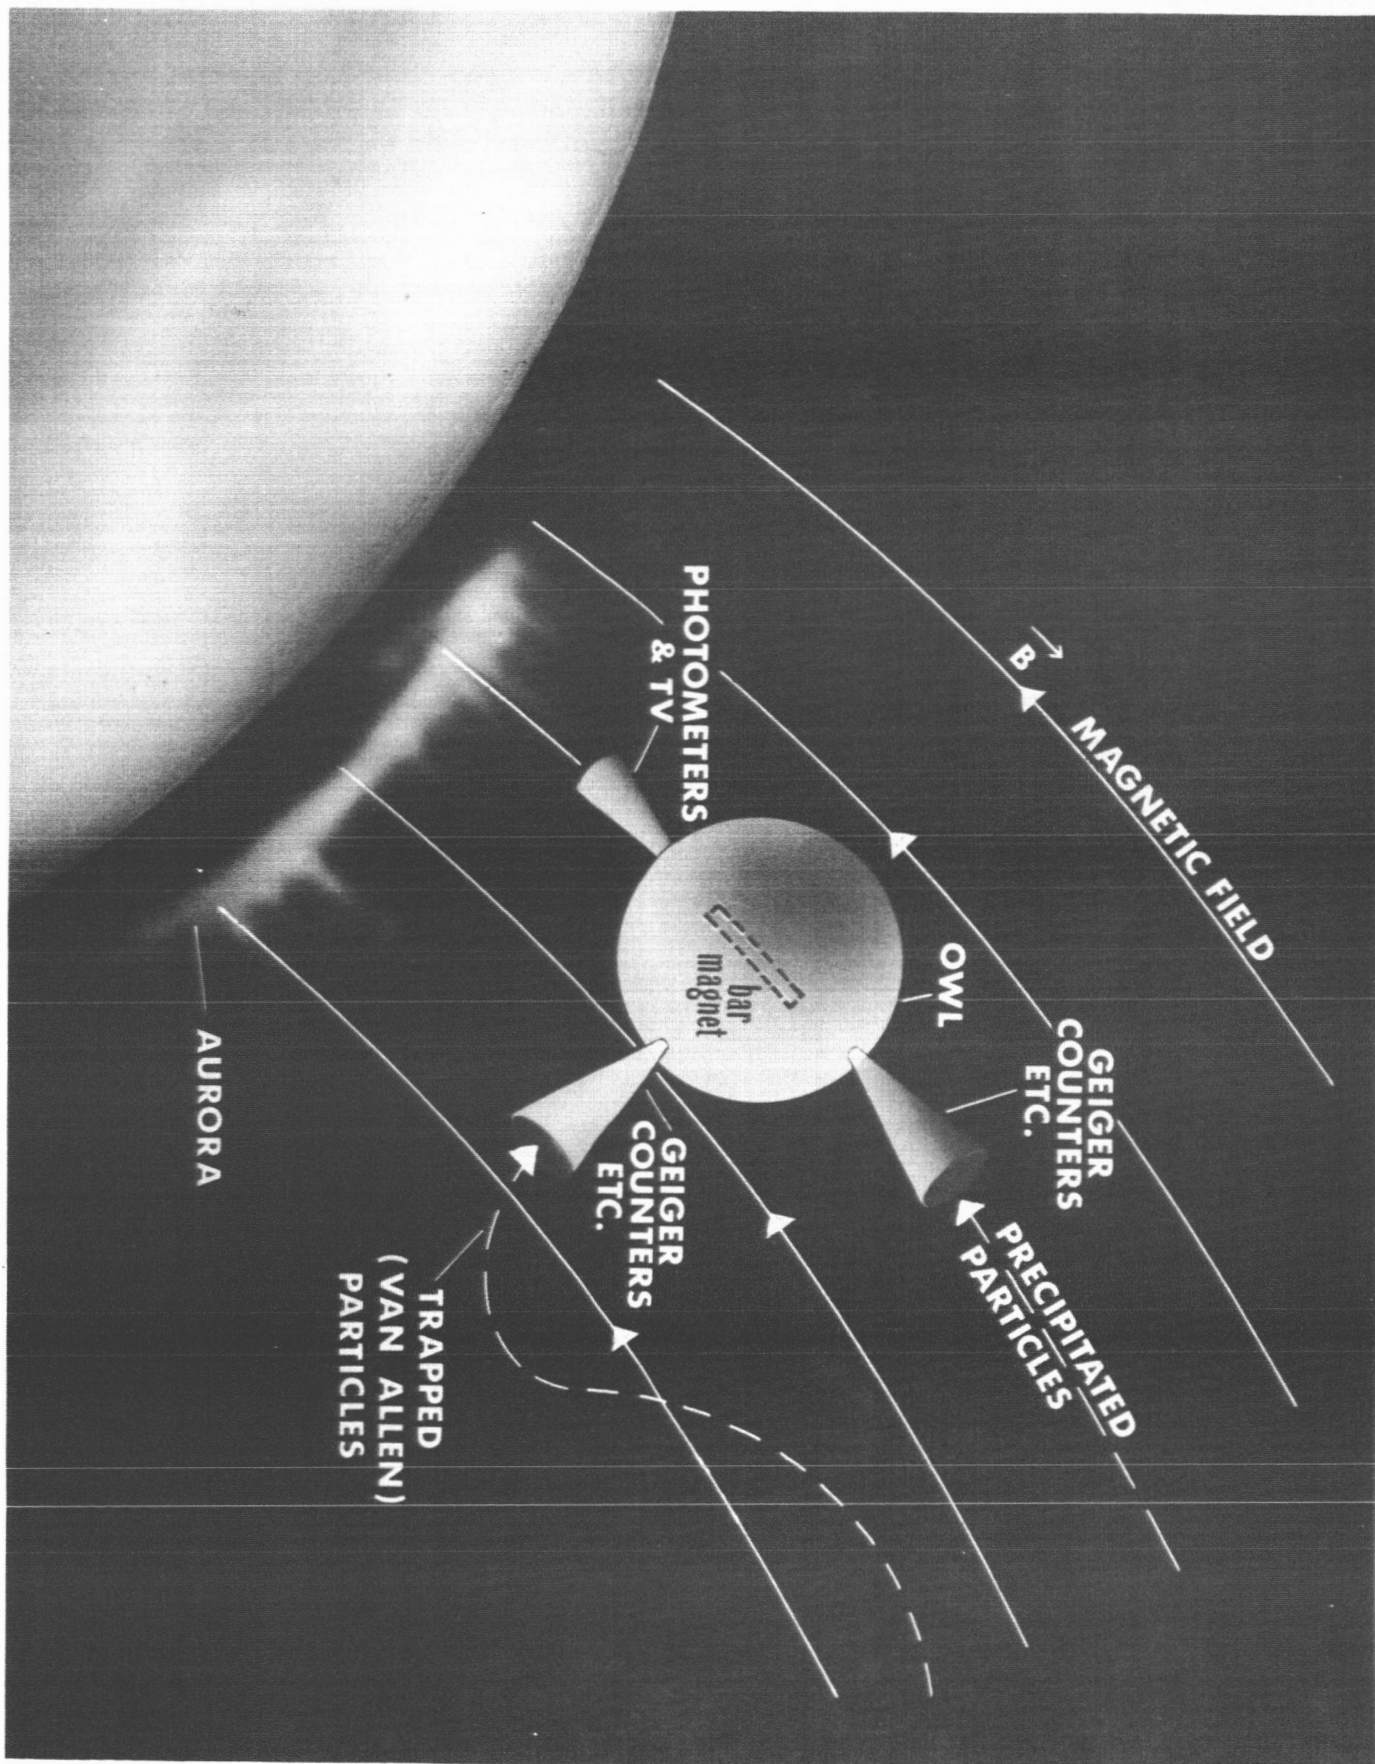 B⃗ MAGNETIC FIELD
GEIGER
COUNTERS
ETC.
PRECIPITATED
PARTICLES
OWL
bar
magnet
PHOTOMETERS
& TV
GEIGER
COUNTERS
ETC.
TRAPPED
(VAN ALLEN)
PARTICLES
AURORA